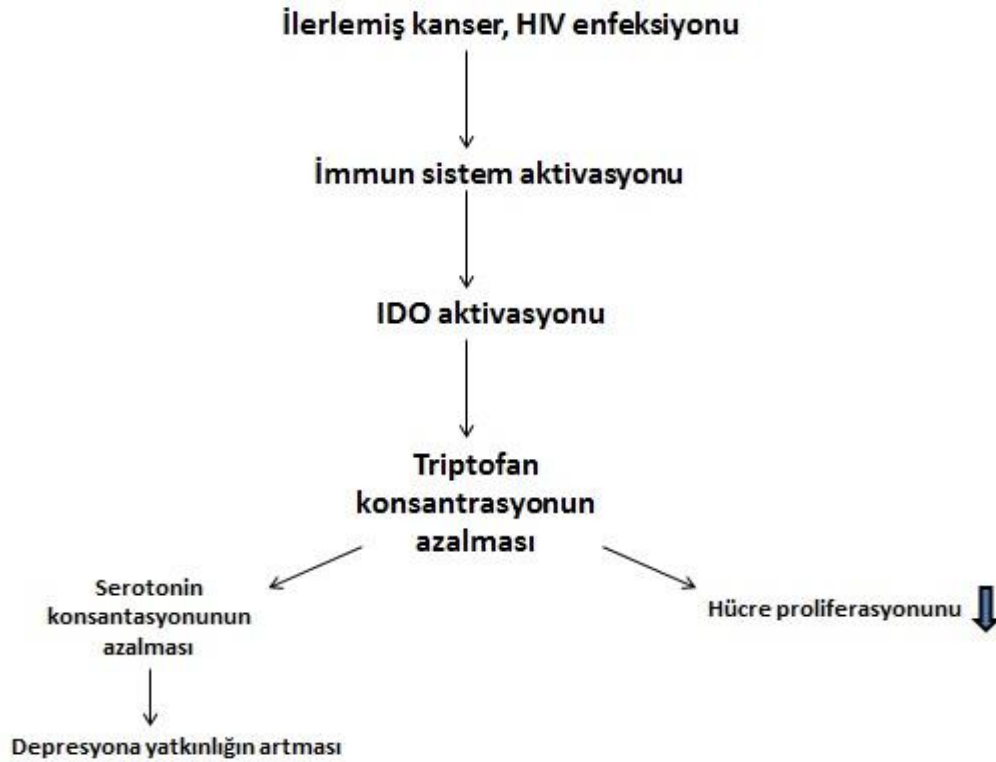 İlerlemiş kanser, HIV enfeksiyonu
İmmun sistem aktivasyonu
IDO aktivasyonu
Triptofan
konsantrasyonun
azalması
Serotonin
konsantasyonunun
azalması
Hücre proliferasyonunu
Depresyona yatkınlığın artması